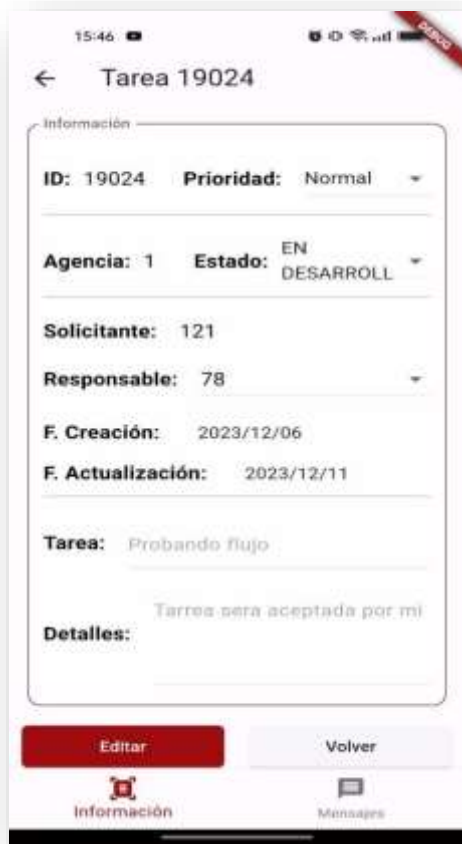 15:46
DEBUG
← Tarea 19024
Información
ID: 19024 Prioridad: Normal
Agencia: 1 Estado: EN DESARROLL
Solicitante: 121
Responsable: 78
F. Creación: 2023/12/06
F. Actualización: 2023/12/11
Tarea: Probando flujo
Tarrea sera aceptada por mi
Detalles:
Editar Volver
Información Mensajes